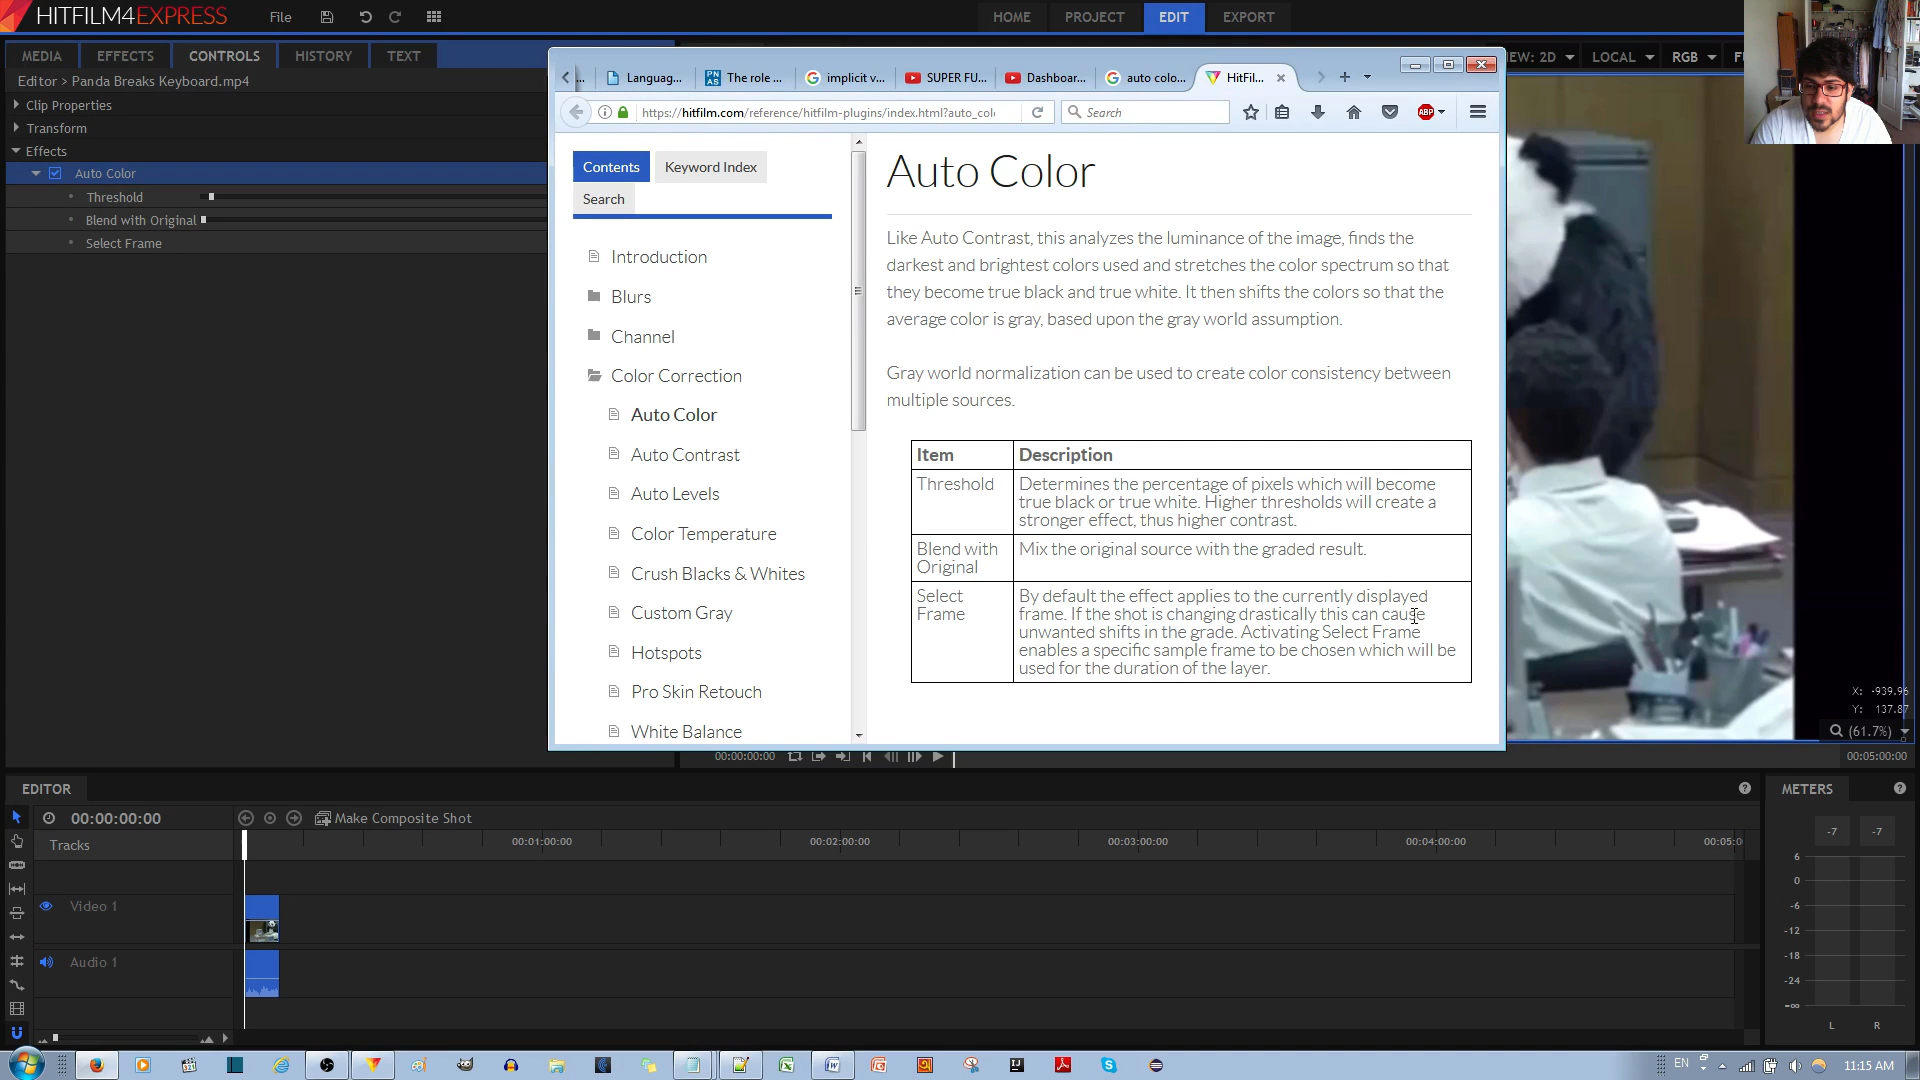 HITFILM4EXPRESS
File
HOME
PROJECT
EDIT
EXPORT
MEDIA
EFFECTS
CONTROLS
HISTORY
TEXT
VIEW: 2D
LOCAL
RGB
Editor > Panda Breaks Keyboard.mp4
Clip Properties
Transform
Effects
Auto Color
Threshold
Blend with Original
Select Frame
Languag...
PN
AS
The role ...
implicit v...
SUPER FU...
Dashboar...
auto colo...
HitFil...
https://hitfilm.com/reference/hitfilm-plugins/index.html?auto_col
Search
ABP
Contents
Keyword Index
Search
Introduction
Blurs
Channel
Color Correction
Auto Color
Auto Contrast
Auto Levels
Color Temperature
Crush Blacks & Whites
Custom Gray
Hotspots
Pro Skin Retouch
White Balance
Auto Color
Like Auto Contrast, this analyzes the luminance of the image, finds the
darkest and brightest colors used and stretches the color spectrum so that
they become true black and true white. It then shifts the colors so that the
average color is gray, based upon the gray world assumption.
Gray world normalization can be used to create color consistency between
multiple sources.
Item
Description
Threshold
Determines the percentage of pixels which will become
true black or true white. Higher thresholds will create a
stronger effect, thus higher contrast.
Blend with
Original
Mix the original source with the graded result.
Select
Frame
By default the effect applies to the currently displayed
frame. If the shot is changing drastically this can cause
unwanted shifts in the grade. Activating Select Frame
enables a specific sample frame to be chosen which will be
used for the duration of the layer.
X: -939.96
Y: 137.87
(61.7%)
00:00:00:00
00:05:00:00
EDITOR
00:00:00:00
Make Composite Shot
Tracks
00:01:00:00
00:02:00:00
00:03:00:00
00:04:00:00
00:05:0
Video 1
Audio 1
METERS
-7
-7
6
0
-6
-12
-18
-24
-∞
L
R
EN
11:15 AM